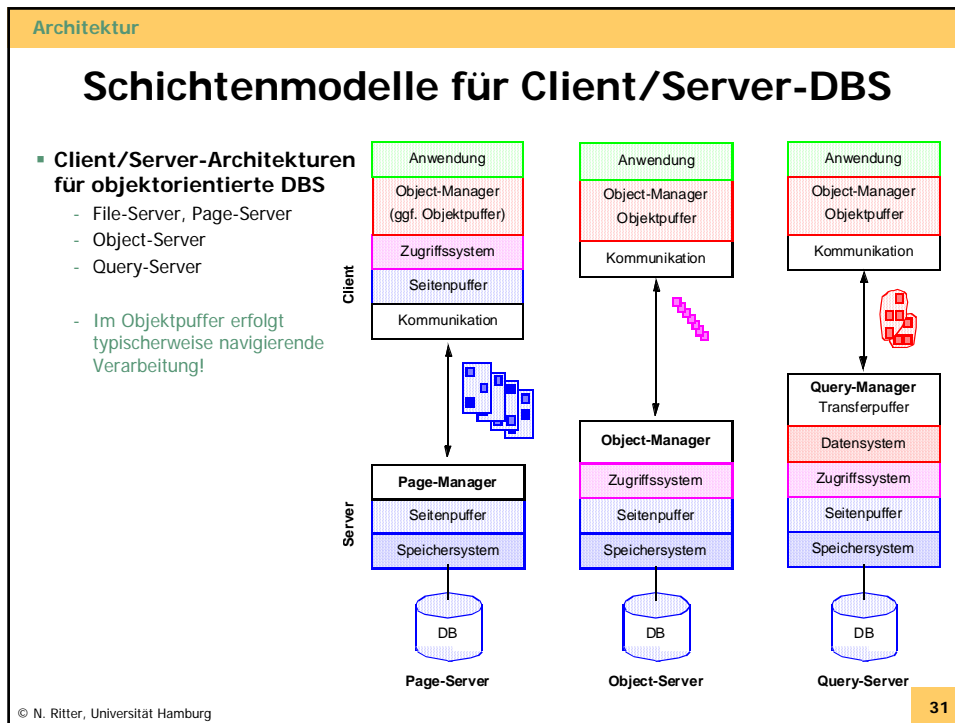 Architektur
Schichtenmodelle für Client/Server-DBS
▪ Client/Server-Architekturen
für objektorientierte DBS
- File-Server, Page-Server
- Object-Server
- Query-Server
- Im Objektpuffer erfolgt
typischerweise navigierende
Verarbeitung!
Client
Server
Anwendung
Object-Manager
(ggf. Objektpuffer)
Zugriffssystem
Seitenpuffer
Kommunikation
Page-Manager
Seitenpuffer
Speichersystem
DB
Page-Server
Anwendung
Object-Manager
Objektpuffer
Kommunikation
Object-Manager
Zugriffssystem
Seitenpuffer
Speichersystem
DB
Object-Server
Anwendung
Object-Manager
Objektpuffer
Kommunikation
Query-Manager
Transferpuffer
Datensystem
Zugriffssystem
Seitenpuffer
Speichersystem
DB
Query-Server
© N. Ritter, Universität Hamburg
31